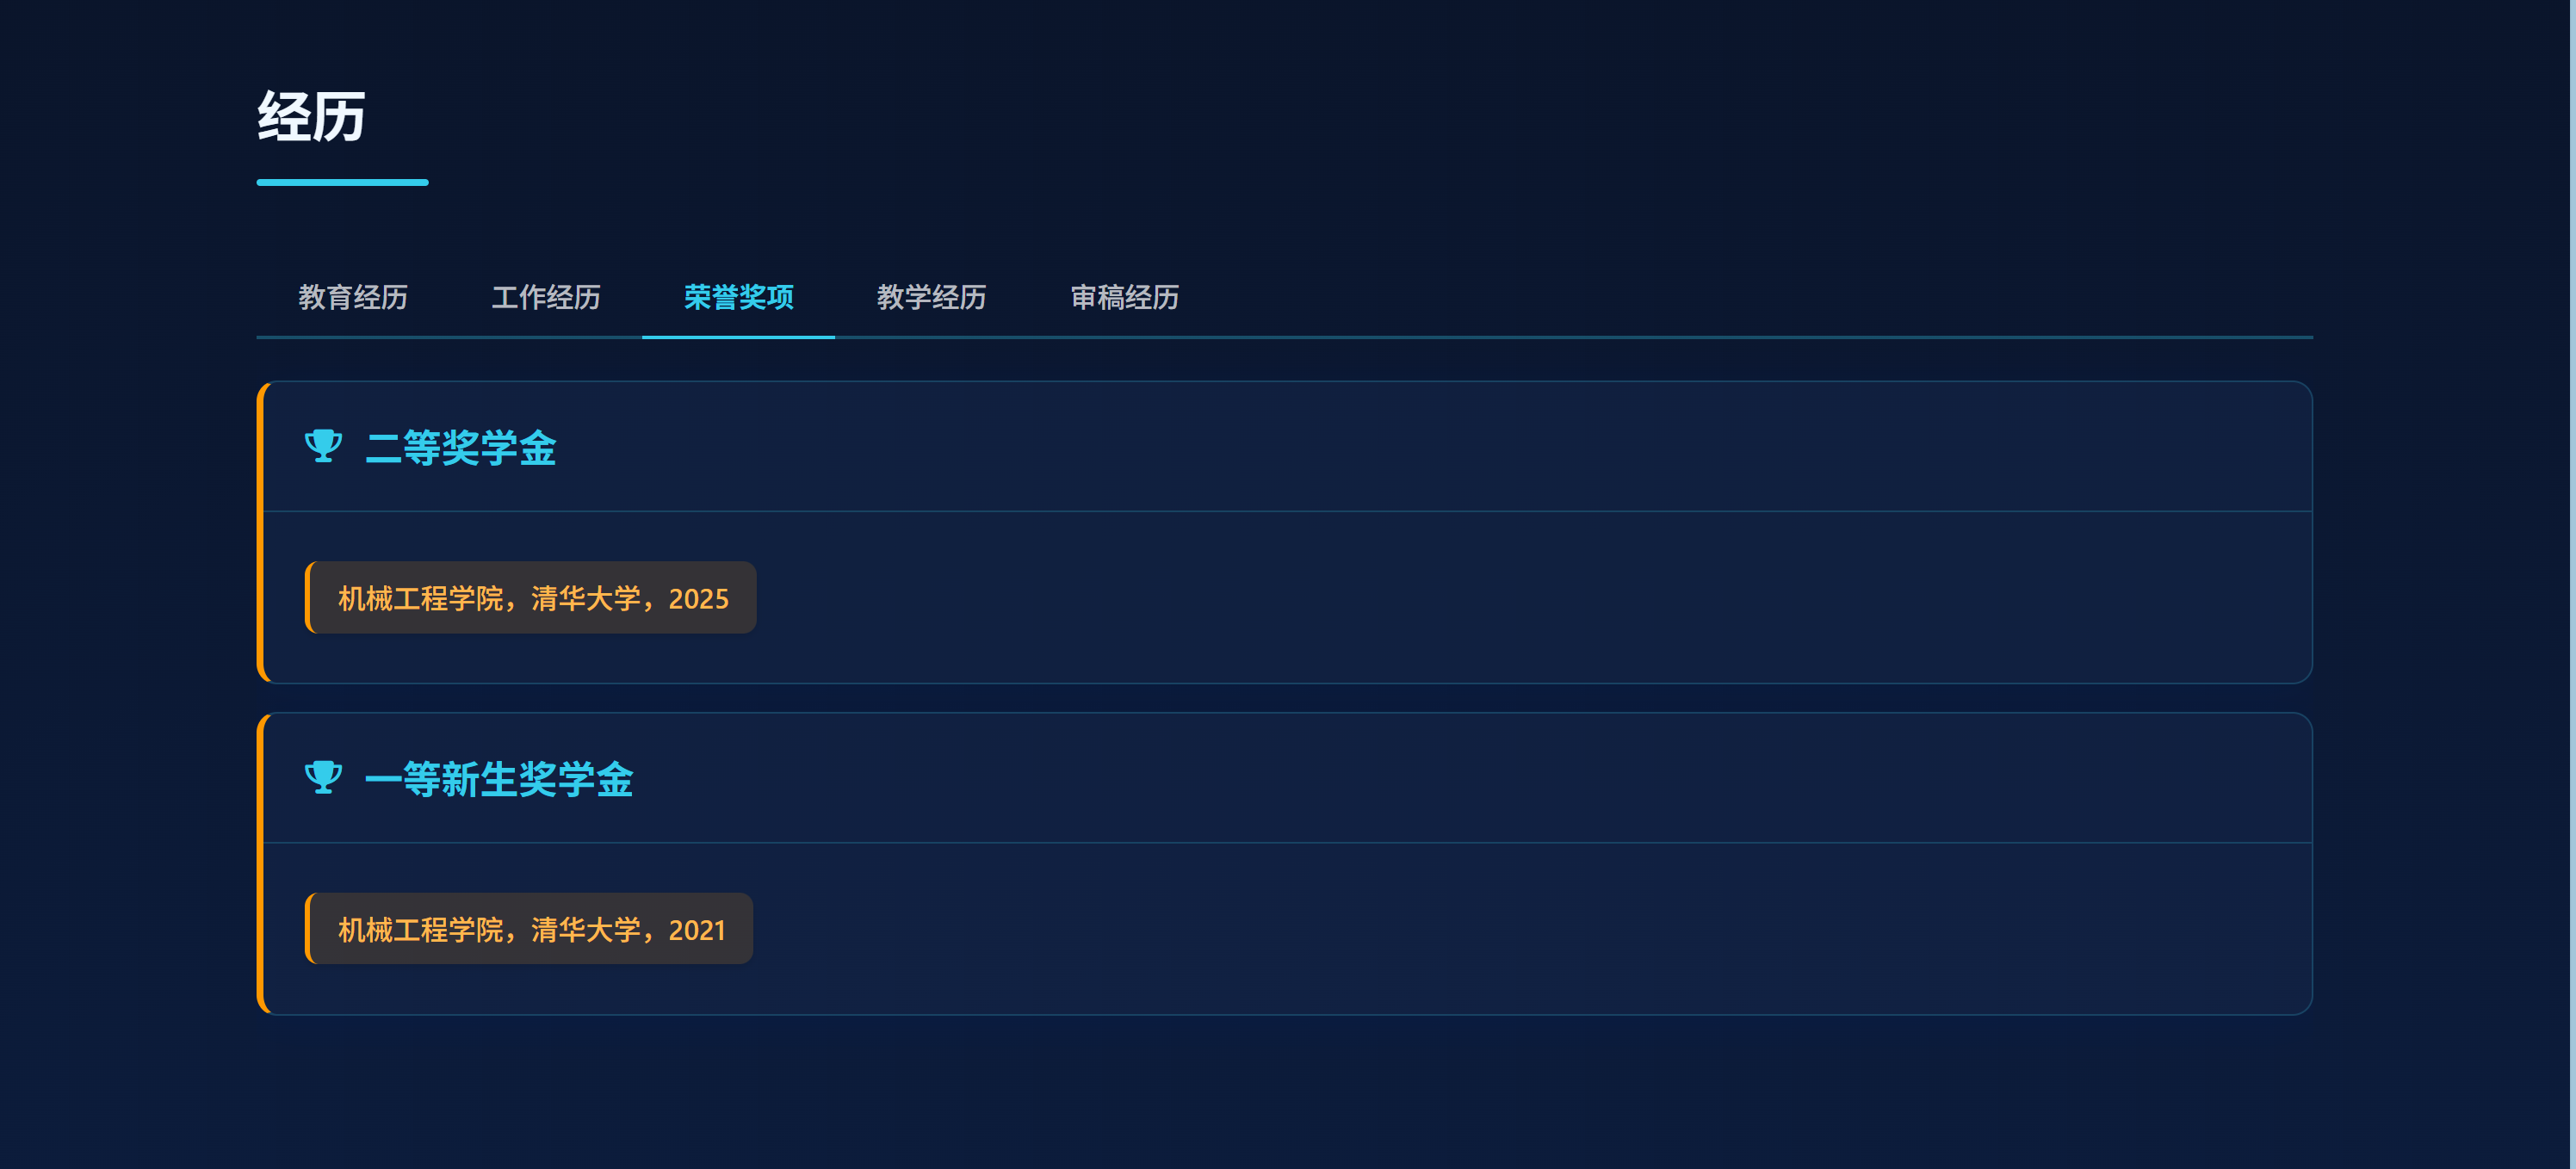 经历
教育经历 工作经历 荣誉奖项 教学经历 审稿经历
二等奖学金
机械工程学院，清华大学，2025
一等新生奖学金
机械工程学院，清华大学，2021